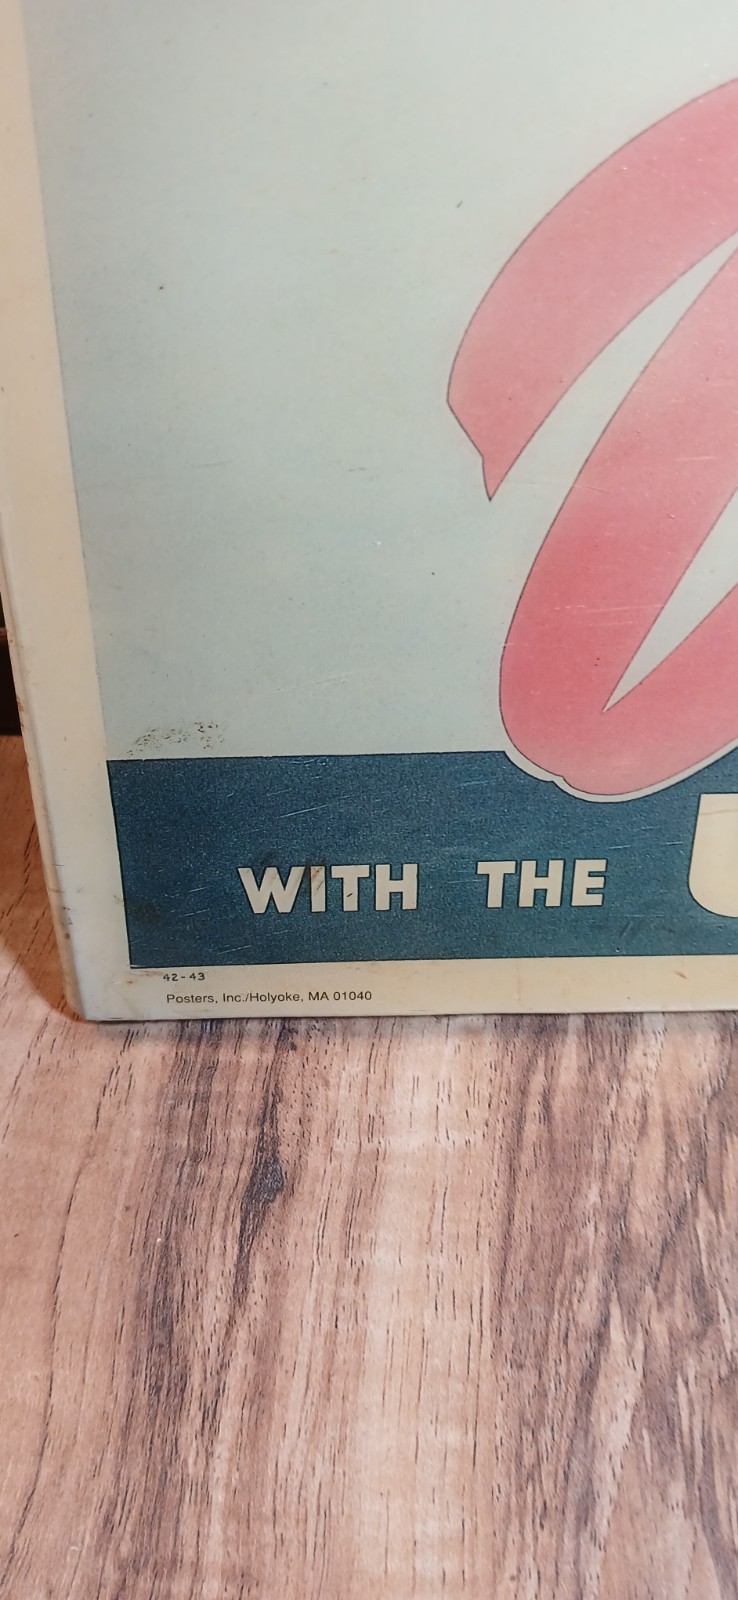 WITH THE U
42-43
Posters, Inc./Holyoke, MA 01040